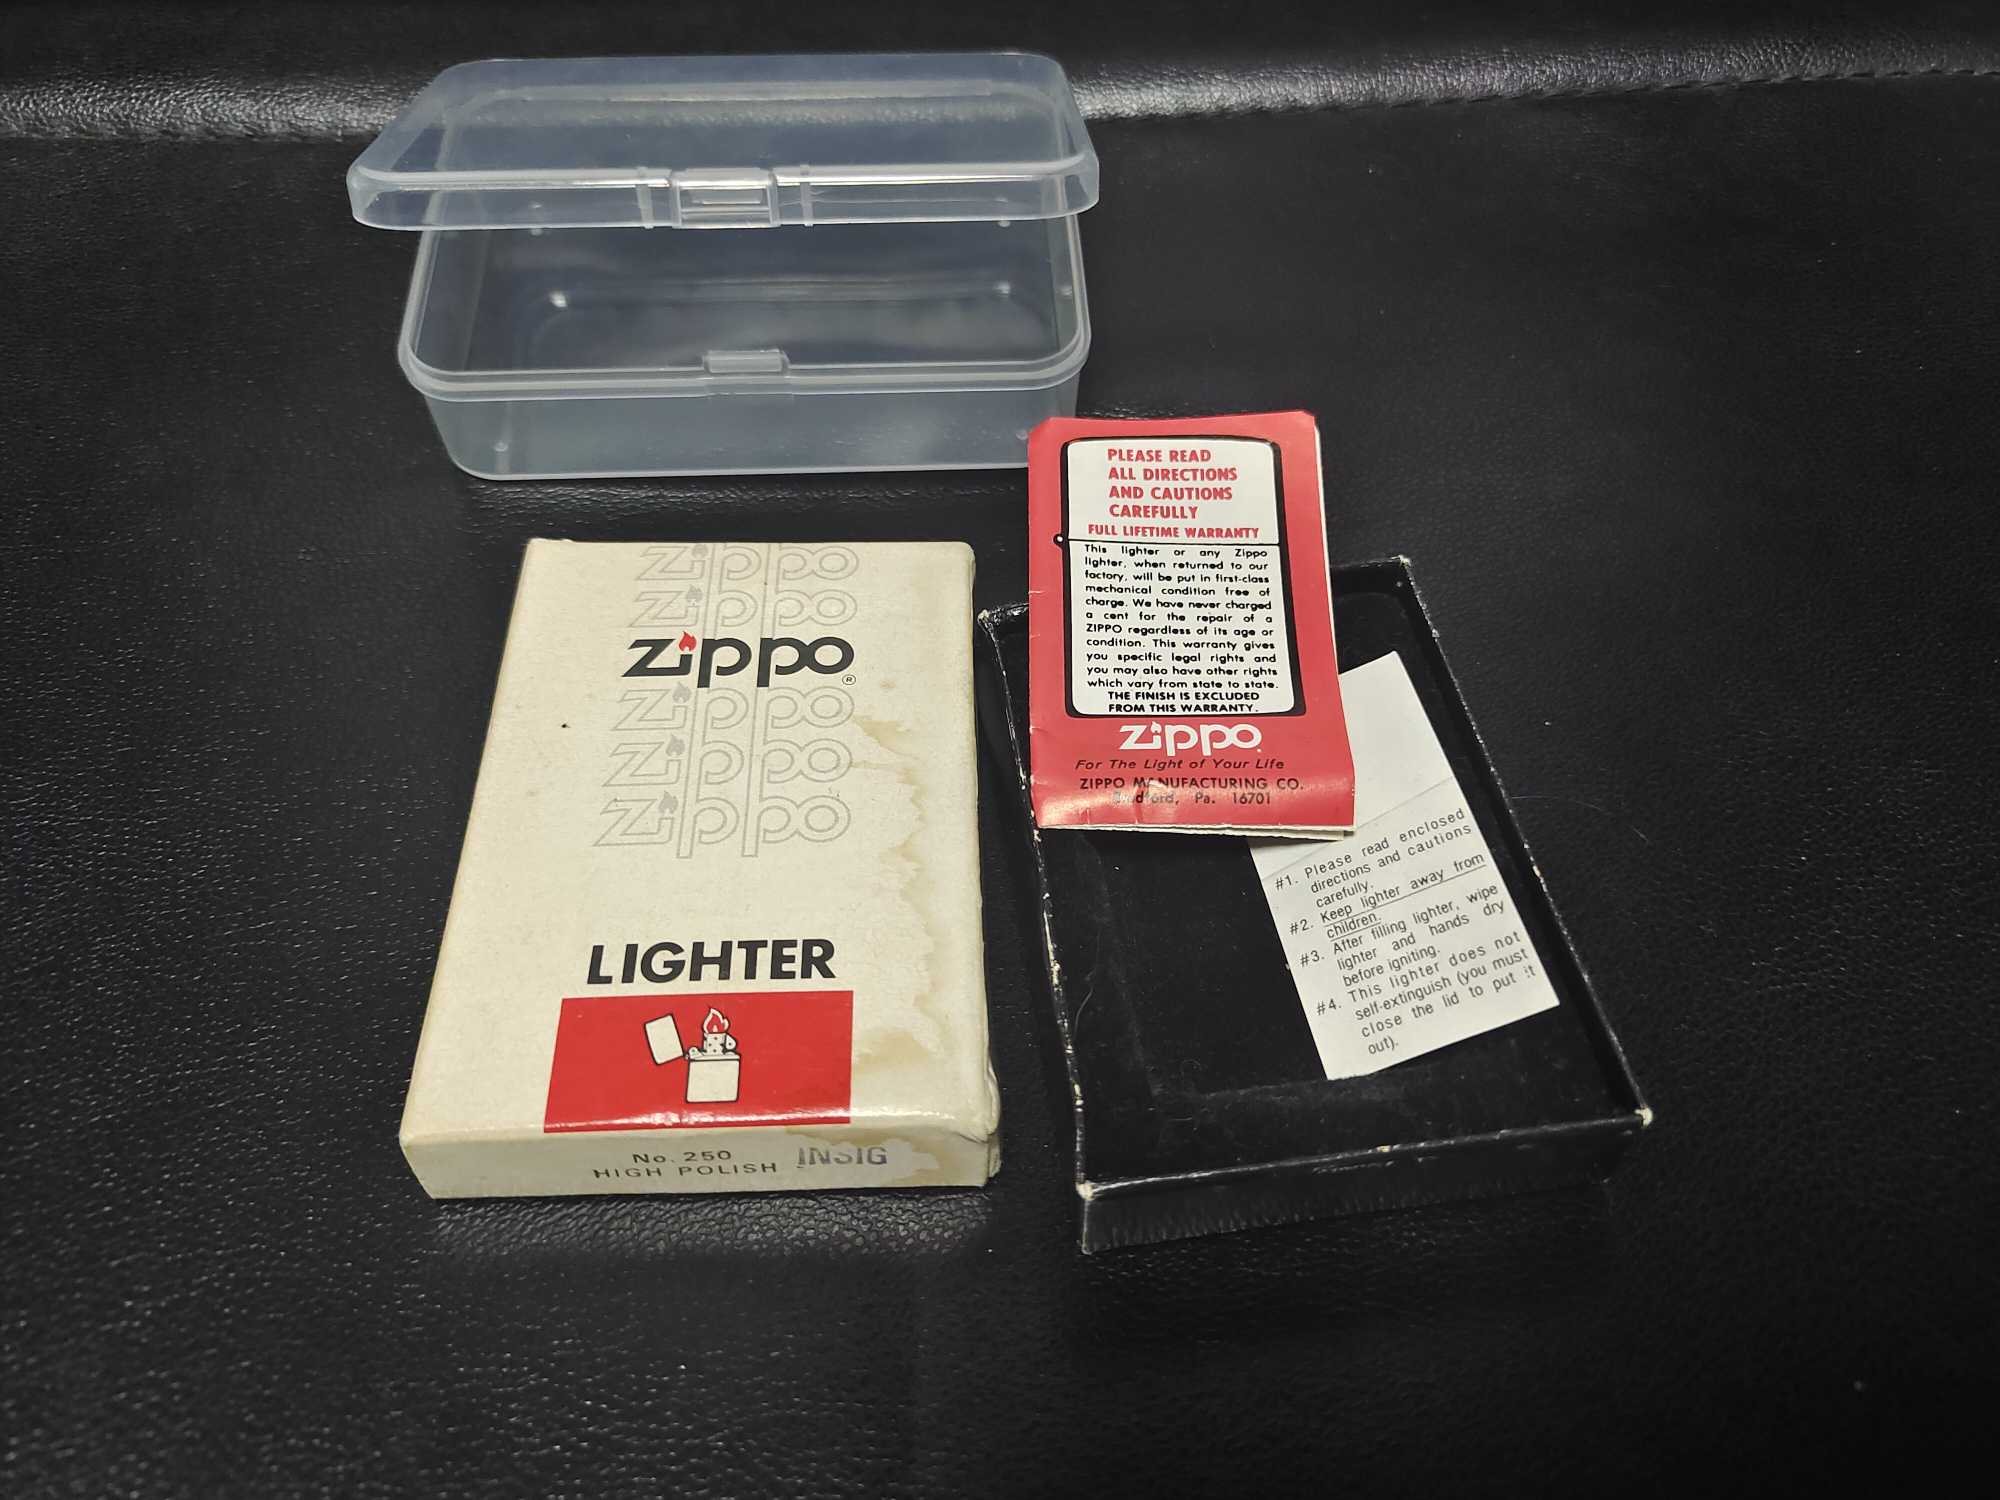 zippo
zippo
zippo®
zippo
zippo
zippo
LIGHTER
No. 250
HIGH POLISH
INSIG
PLEASE READ
ALL DIRECTIONS
AND CAUTIONS
CAREFULLY
FULL LIFETIME WARRANTY
This lighter or any Zippo
lighter, when returned to our
factory, will be put in first-class
mechanical condition free of
charge. We have never charged
a cent for the repair of a
ZIPPO regardless of its age or
condition. This warranty gives
you specific legal rights and
you may also have other rights
which vary from state to state.
THE FINISH IS EXCLUDED
FROM THIS WARRANTY.
zippo
For The Light of Your Life
ZIPPO MANUFACTURING CO.
Bradford, Pa. 16701
#1. Please read enclosed
directions and cautions
carefully.
#2. Keep lighter away from
children.
#3. After filling lighter, wipe
lighter and hands dry
before igniting.
#4. This lighter does not
self-extinguish (you must
close the lid to put it
out).